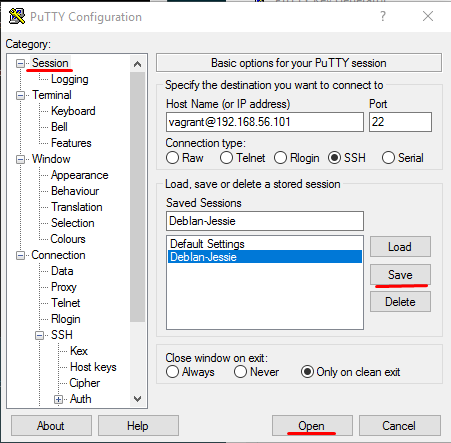 PuTTY Configuration
?
Category:
Session
Logging
Terminal
Keyboard
Bell
Features
Window
Appearance
Behaviour
Translation
Selection
Colours
Connection
Data
Proxy
Telnet
Rlogin
SSH
Kex
Host keys
Cipher
Auth
Basic options for your PuTTY session
Specify the destination you want to connect to
Host Name (or IP address) Port
vagrant@192.168.56.101 22
Connection type:
Raw Telnet Rlogin SSH Serial
Load, save or delete a stored session
Saved Sessions
DebIan-Jessie
Default Settings
DebIan-Jessie
Load
Save
Delete
Close window on exit:
Always Never Only on clean exit
About Help Open Cancel